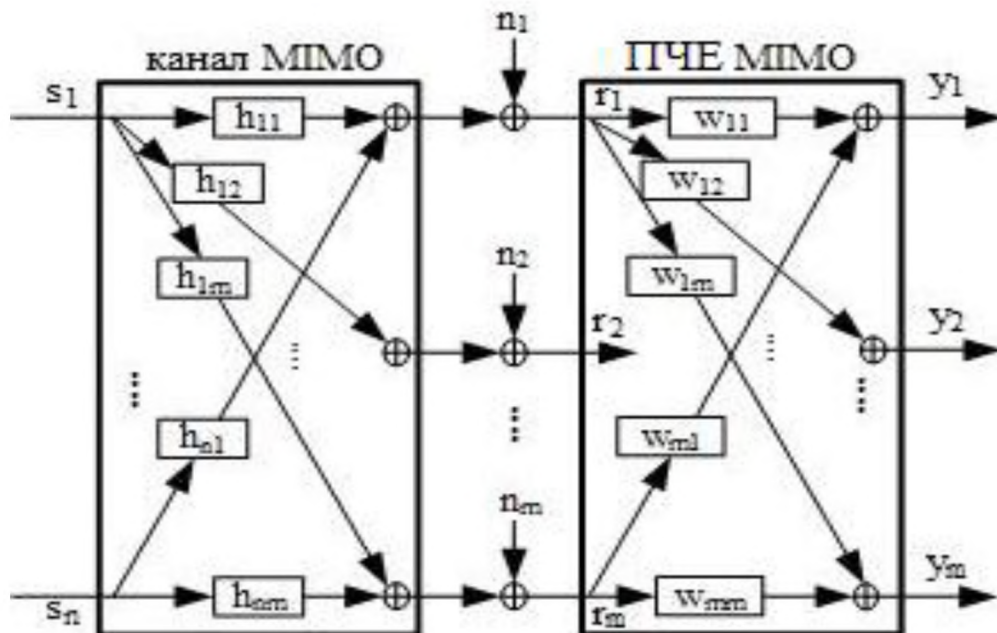 n₁
канал MIMO
ПЧЕ MIMO
s₁
h₁₁
r₁
w₁₁
y₁
h₁₂
w₁₂
h₁ₘ
n₂
w₁ₘ
r₂
y₂
hₙ₁
wₘ₁
nₘ
sₙ
hₙₘ
rₘ
wₘₘ
yₘ